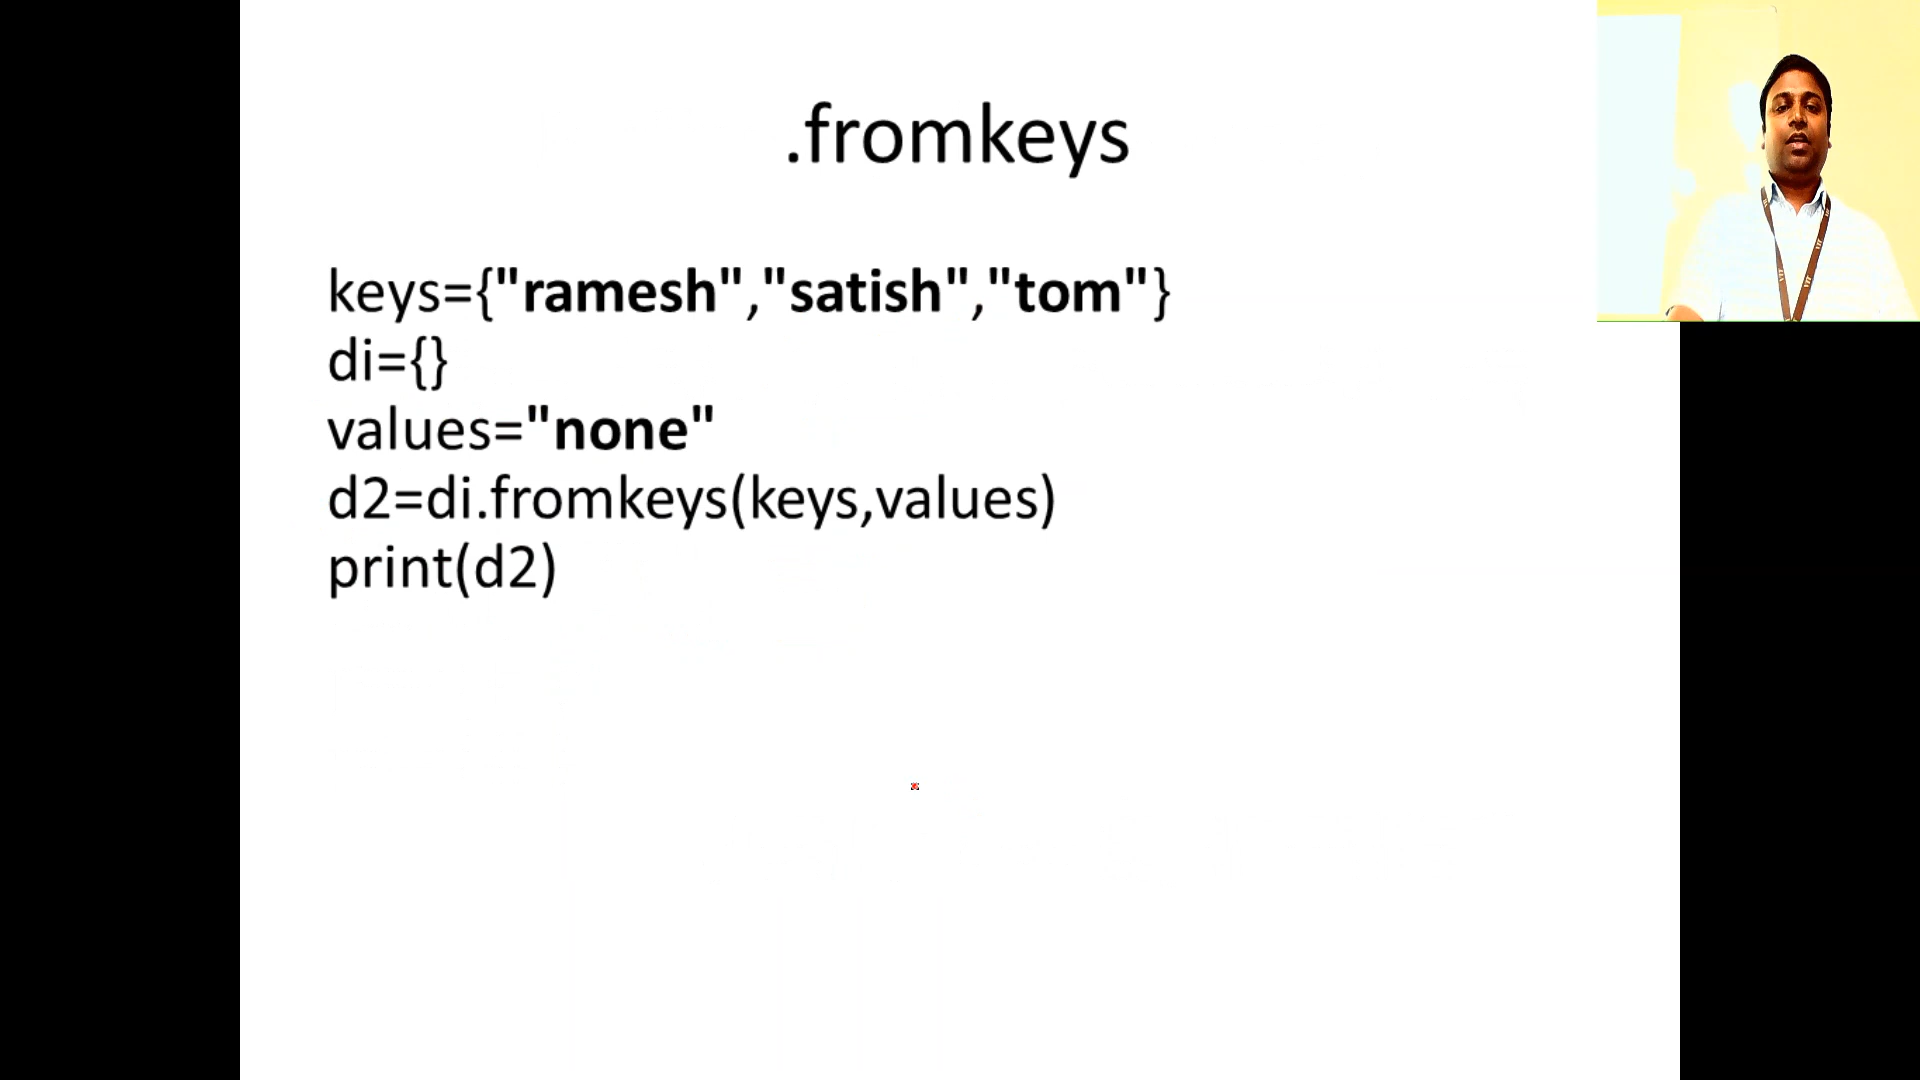 .fromkeys
keys={"ramesh","satish","tom"}
di={}
values="none"
d2=di.fromkeys(keys,values)
print(d2)